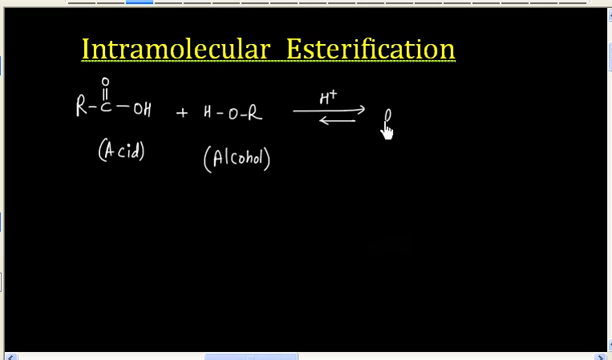 Intramolecular Esterification
O
R-C-OH + H-O-R H+
(Acid) (Alcohol)